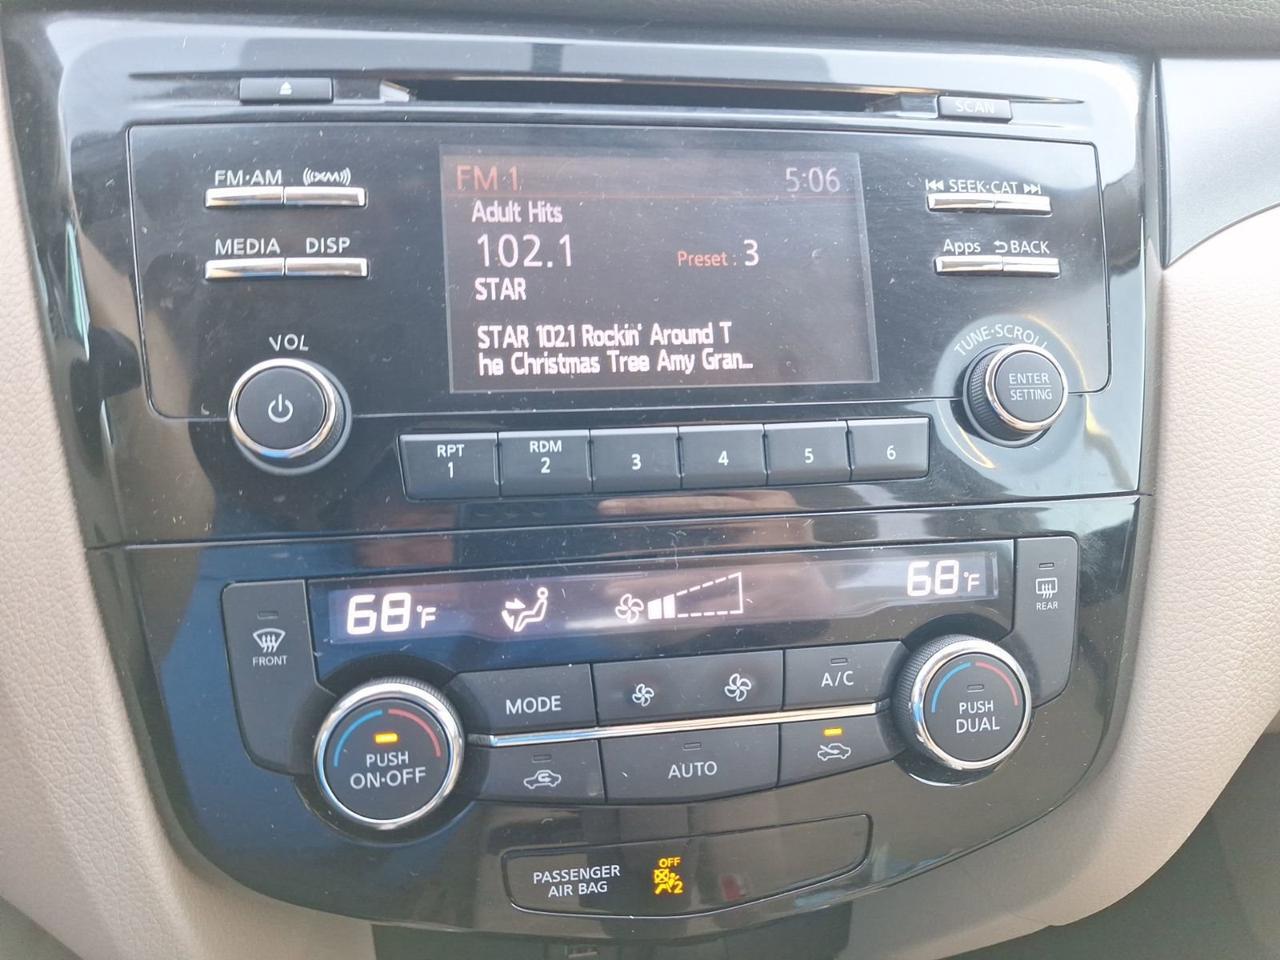 SCAN
FM·AM
((XM))
FM 1
5:06
SEEK·CAT
Adult Hits
MEDIA
DISP
102.1
Preset : 3
Apps
BACK
STAR
VOL
STAR 102.1 Rockin' Around T
he Christmas Tree Amy Gran...
TUNE·SCROLL
ENTER
SETTING
RPT
1
RDM
2
3
4
5
6
68°F
68°F
FRONT
REAR
MODE
A/C
PUSH
ON·OFF
AUTO
PUSH
DUAL
PASSENGER
AIR BAG
OFF
2